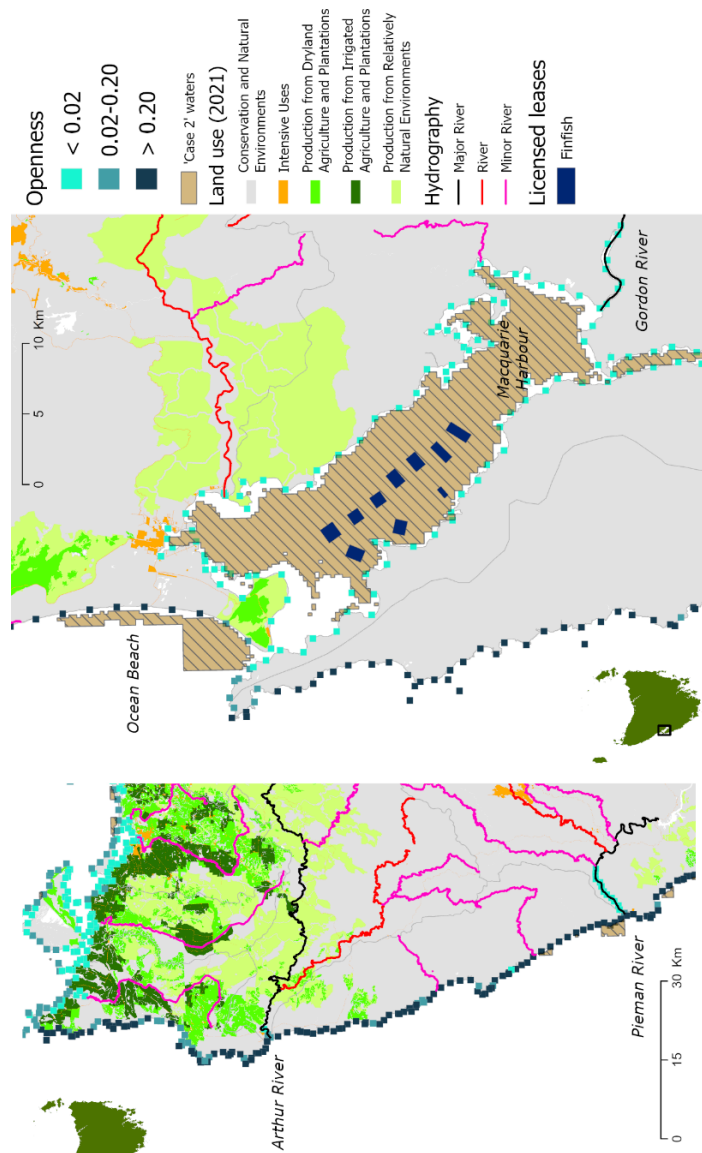 Openness
< 0.02
0.02-0.20
> 0.20
'Case 2' waters
Land use (2021)
Conservation and Natural
Environments
Intensive Uses
Production from Dryland
Agriculture and Plantations
Production from Irrigated
Agriculture and Plantations
Production from Relatively
Natural Environments
Hydrography
Major River
River
Minor River
Licensed leases
Finfish
0 5 10 Km
Ocean Beach
Macquarie
Harbour
Gordon River
Arthur River
Pieman River
0 15 30 Km